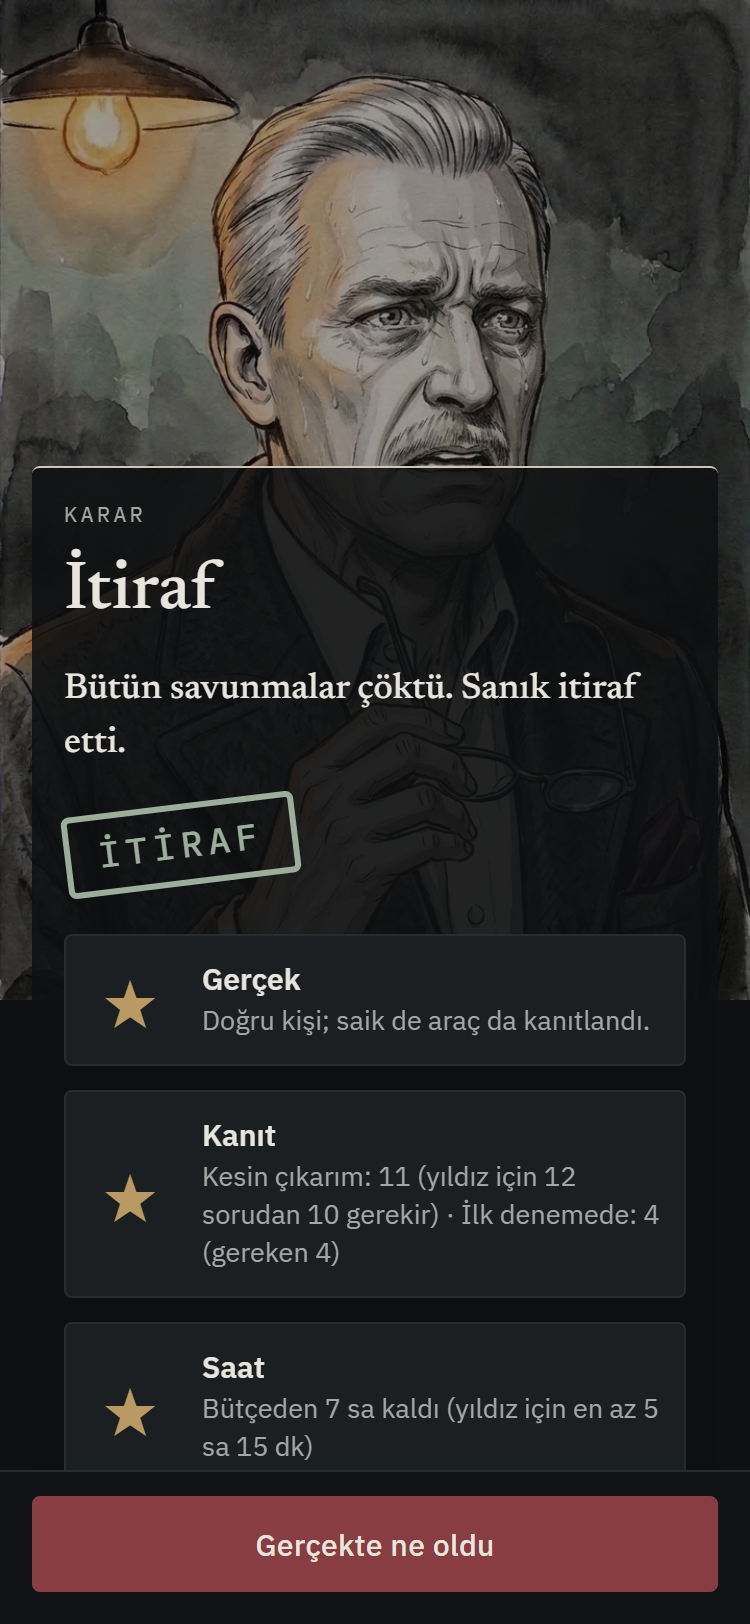 KARAR
İtiraf
Bütün savunmalar çöktü. Sanık itiraf
etti.
İTİRAF
Gerçek
Doğru kişi; saik de araç da kanıtlandı.
Kanıt
Kesin çıkarım: 11 (yıldız için 12
sorudan 10 gerekir) · İlk denemede: 4
(gereken 4)
Saat
Bütçeden 7 sa kaldı (yıldız için en az 5
sa 15 dk)
Gerçekte ne oldu